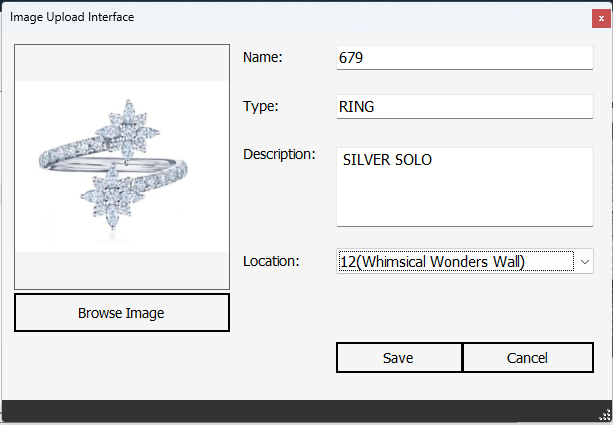 Image Upload Interface
x
Name:
679
Type:
RING
Description:
SILVER SOLO
Location:
12(Whimsical Wonders Wall)
Browse Image
Save
Cancel